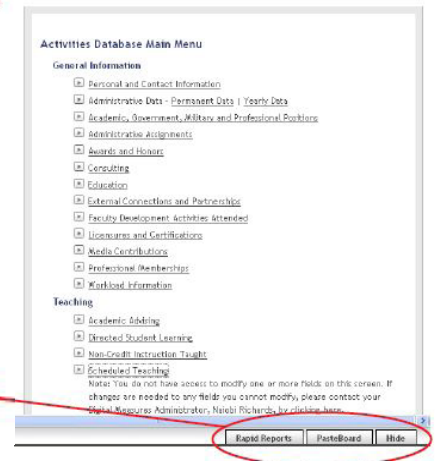 Activities Database Main Menu
General Information
Personal and Contact Information
Administrative Data - Permanent Data | Yearly Data
Academic, Government, Military and Professional Positions
Administrative Assignments
Awards and Honors
Consulting
Education
External Connections and Partnerships
Faculty Development Activities Attended
Licensures and Certifications
Media Contributions
Professional Memberships
Workload Information
Teaching
Academic Advising
Directed Student Learning
Non-Credit Instruction Taught
Scheduled Teaching
Note: You do not have access to modify one or more fields on this screen. If
changes are needed to any fields you cannot modify, please contact your
Digital Measures Administrator, Naiobi Richards, by clicking here.
Rapid Reports PasteBoard Hide